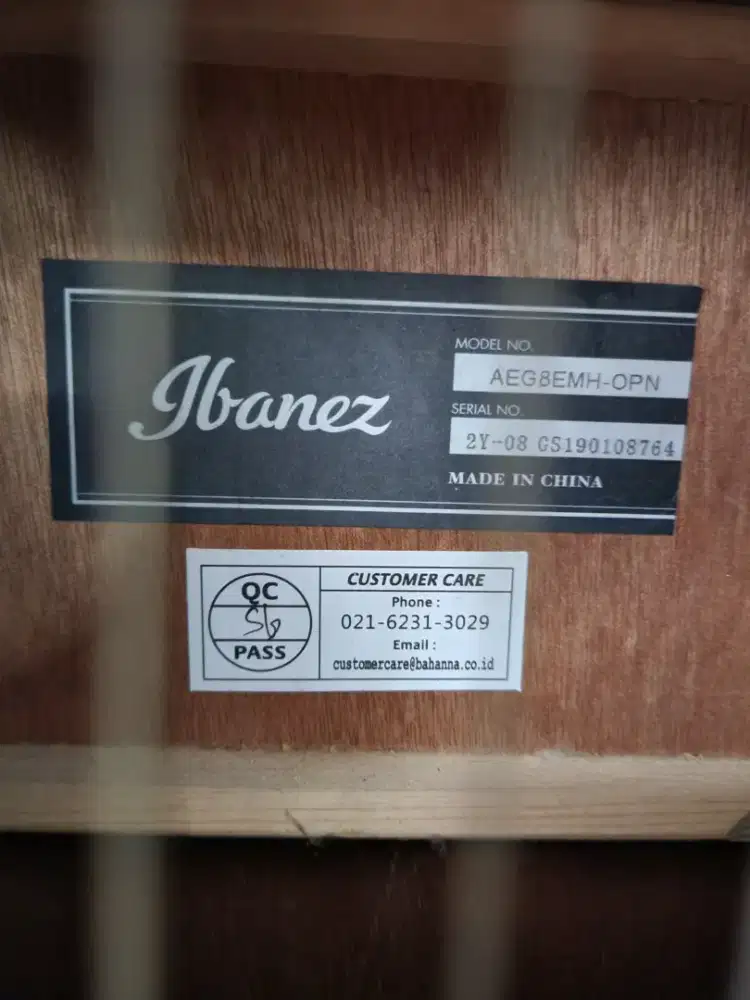 Ibanez
MODEL NO.
AEG8EMH-OPN
SERIAL NO.
2Y-08 GS190108764
MADE IN CHINA
QC
PASS
CUSTOMER CARE
Phone :
021-6231-3029
Email :
customercare@bahanna.co.id